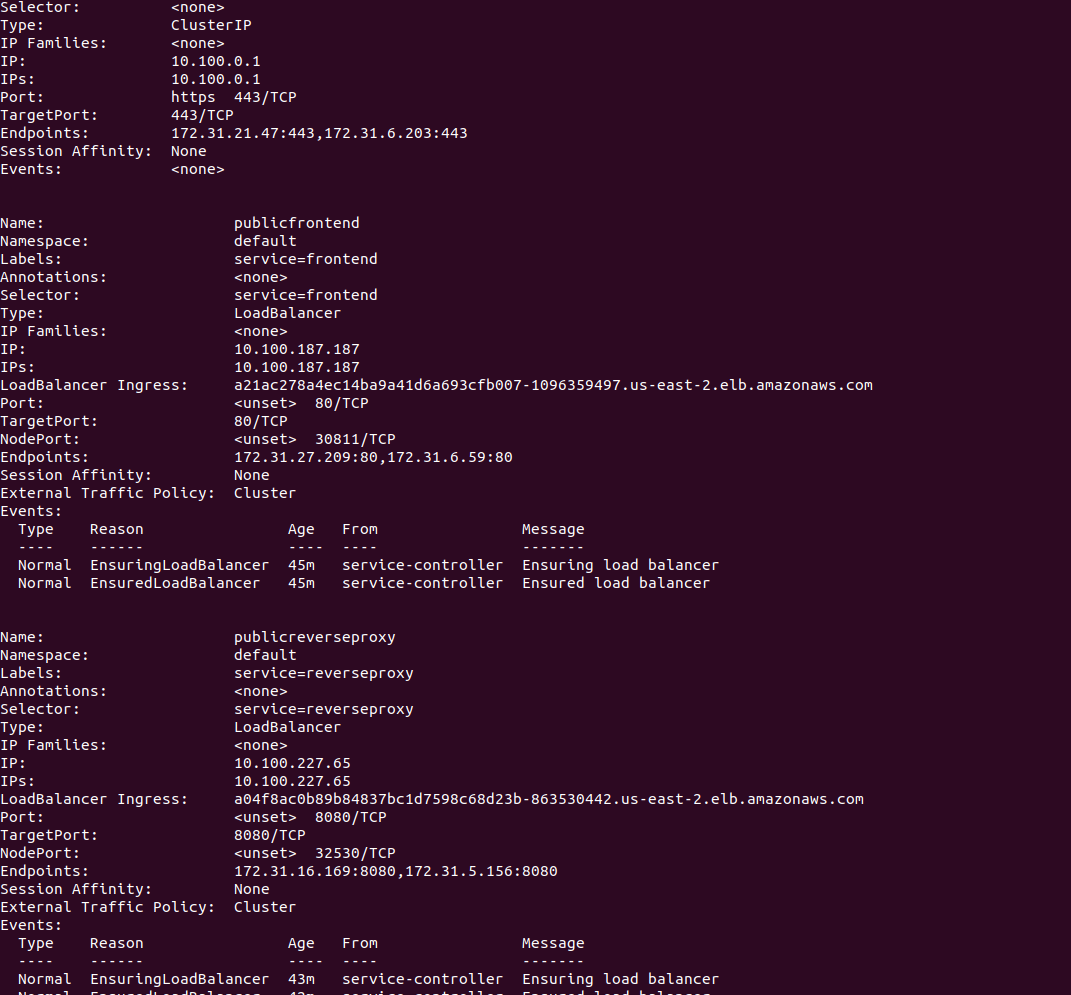 Selector:          <none>
Type:              ClusterIP
IP Families:       <none>
IP:                10.100.0.1
IPs:               10.100.0.1
Port:              https  443/TCP
TargetPort:        443/TCP
Endpoints:         172.31.21.47:443,172.31.6.203:443
Session Affinity:  None
Events:            <none>
Name:                     publicfrontend
Namespace:                default
Labels:                   service=frontend
Annotations:              <none>
Selector:                 service=frontend
Type:                     LoadBalancer
IP Families:              <none>
IP:                       10.100.187.187
IPs:                      10.100.187.187
LoadBalancer Ingress:     a21ac278a4ec14ba9a41d6a693cfb007-1096359497.us-east-2.elb.amazonaws.com
Port:                     <unset>  80/TCP
TargetPort:               80/TCP
NodePort:                 <unset>  30811/TCP
Endpoints:                172.31.27.209:80,172.31.6.59:80
Session Affinity:         None
External Traffic Policy:  Cluster
Events:
  Type    Reason                Age   From                Message
  ----    ------                ----  ----                -------
  Normal  EnsuringLoadBalancer  45m   service-controller  Ensuring load balancer
  Normal  EnsuredLoadBalancer   45m   service-controller  Ensured load balancer
Name:                     publicreverseproxy
Namespace:                default
Labels:                   service=reverseproxy
Annotations:              <none>
Selector:                 service=reverseproxy
Type:                     LoadBalancer
IP Families:              <none>
IP:                       10.100.227.65
IPs:                      10.100.227.65
LoadBalancer Ingress:     a04f8ac0b89b84837bc1d7598c68d23b-863530442.us-east-2.elb.amazonaws.com
Port:                     <unset>  8080/TCP
TargetPort:               8080/TCP
NodePort:                 <unset>  32530/TCP
Endpoints:                172.31.16.169:8080,172.31.5.156:8080
Session Affinity:         None
External Traffic Policy:  Cluster
Events:
  Type    Reason                Age   From                Message
  ----    ------                ----  ----                -------
  Normal  EnsuringLoadBalancer  43m   service-controller  Ensuring load balancer
  Normal  EnsuredLoadBalancer         service-controller  Ensured load balancer